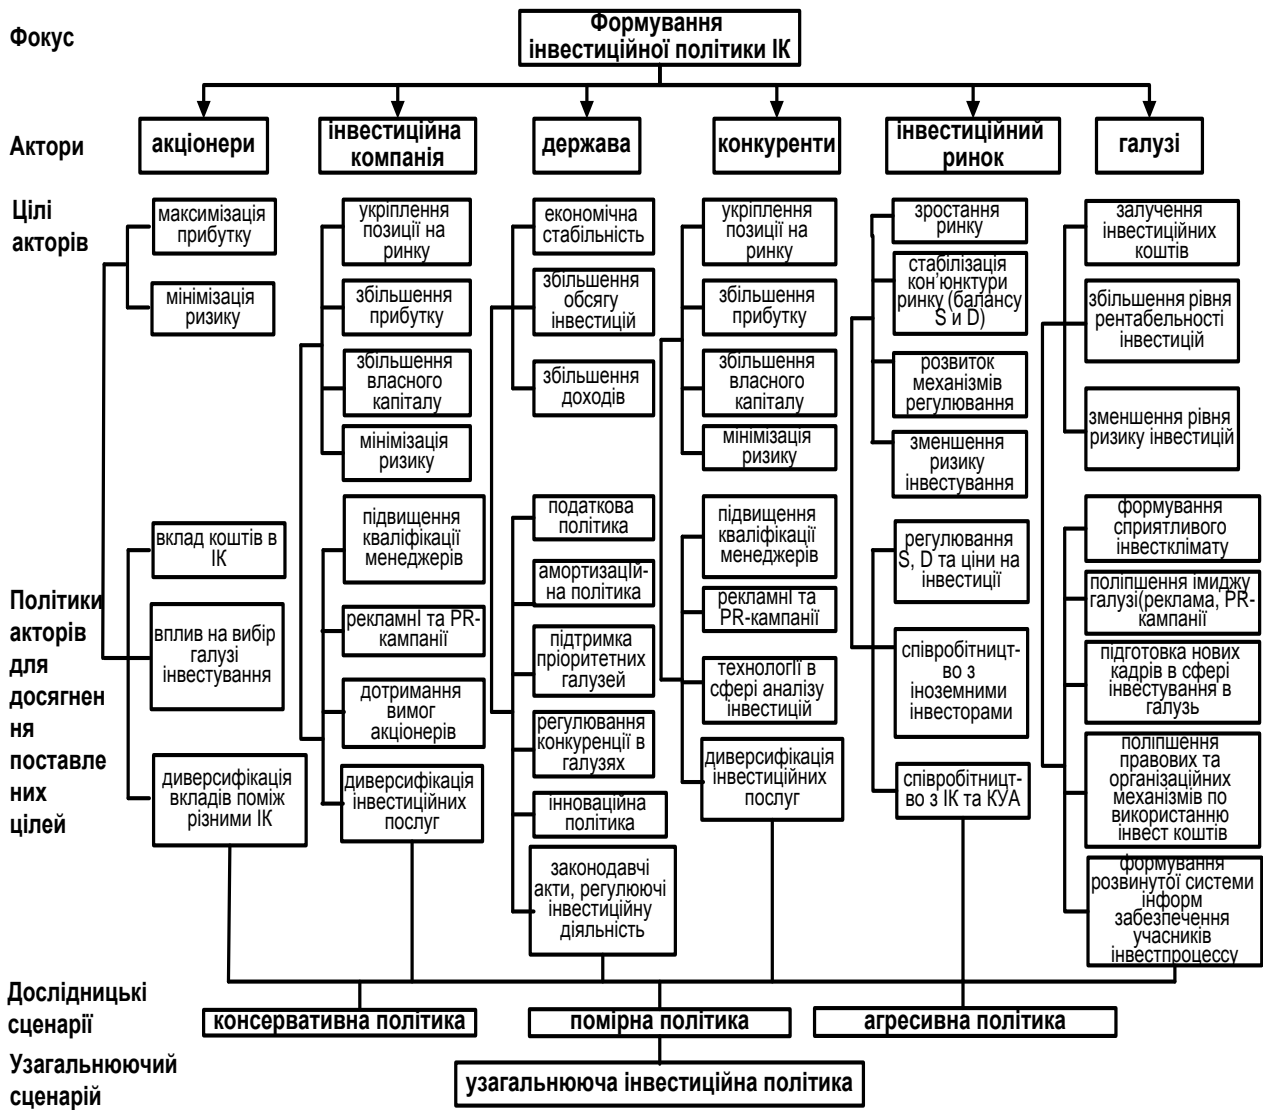 Фокус
Формування
інвестиційної політики ІК
Актори
акціонери
інвестиційна
компанія
держава
конкуренти
інвестиційний
ринок
галузі
Цілі
акторів
максимізація
прибутку
мінімізація
ризику
укріплення
позиції на
ринку
збільшення
прибутку
збільшення
власного
капіталу
мінімізація
ризику
економічна
стабільність
збільшення
обсягу
інвестицій
збільшення
доходів
укріплення
позиції на
ринку
збільшення
прибутку
збільшення
власного
капіталу
мінімізація
ризику
зростання
ринку
стабілізація
кон'юнктури
ринку (балансу
S и D)
розвиток
механізмів
регулювання
зменшення
ризику
інвестування
залучення
інвестиційних
коштів
збільшення рівня
рентабельності
інвестицій
зменшення рівня
ризику інвестицій
Політики
акторів
для
досягнен
ня
поставле
них
цілей
вклад коштів в
ІК
вплив на вибір
галузі
інвестування
диверсифікація
вкладів поміж
різними ІК
підвищення
кваліфікації
менеджерів
рекламнІ та PR-
кампанії
дотримання
вимог
акціонерів
диверсифікація
інвестиційних
послуг
податкова
політика
амортизацІй-
на політика
підтримка
пріоритетних
галузей
регулювання
конкуренції в
галузях
інноваційна
політика
законодавчі
акти, регулюючі
інвестиційну
діяльність
підвищення
кваліфікації
менеджерів
рекламнІ та
PR-кампанії
технологІї в
сфері аналізу
інвестицій
диверсифікація
інвестиційних
послуг
регулювання
S, D та ціни на
інвестиції
співробітницт-
во з
іноземними
інвесторами
співробітницт-
во з ІК та КУА
формування
сприятливого
інвестклімату
поліпшення імиджу
галузі(реклама, PR-
кампанії
підготовка нових
кадрів в сфері
інвестування в
галузь
поліпшення
правових та
організаційних
механізмів по
використанню
інвест коштів
формування
розвинутої системи
інформ
забезпечення
учасників
інвестпроцессу
Дослідницькі
сценарії
консервативна політика
помірна політика
агресивна політика
Узагальнюючий
сценарій
узагальнююча інвестиційна політика